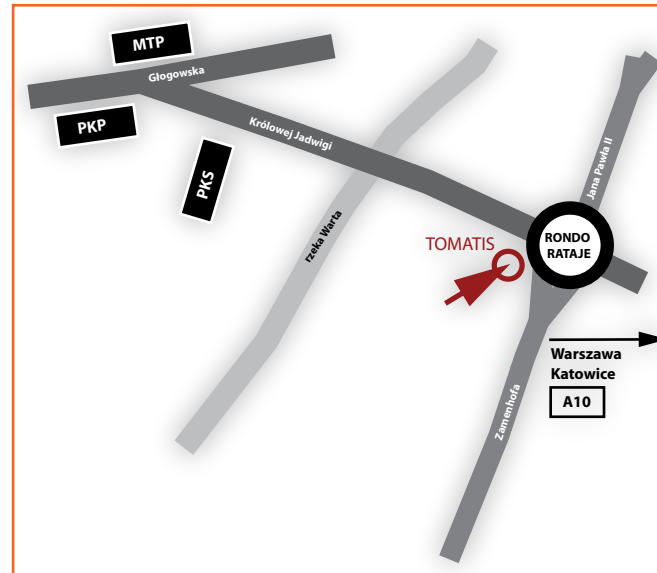 MTP
Głogowska
PKP
Królowej Jadwigi
PKS
Jana Pawła II
rzeka Warta
TOMATIS
RONDO
RATAJE
Warszawa
Katowice
A10
Zamenhofa